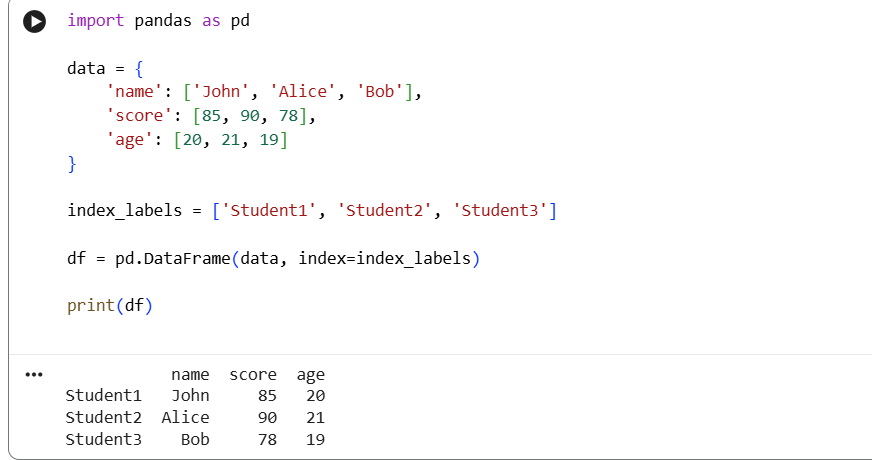 import pandas as pd
data = {
    'name': ['John', 'Alice', 'Bob'],
    'score': [85, 90, 78],
    'age': [20, 21, 19]
}
index_labels = ['Student1', 'Student2', 'Student3']
df = pd.DataFrame(data, index=index_labels)
print(df)
           name  score  age
Student1   John     85   20
Student2  Alice     90   21
Student3    Bob     78   19